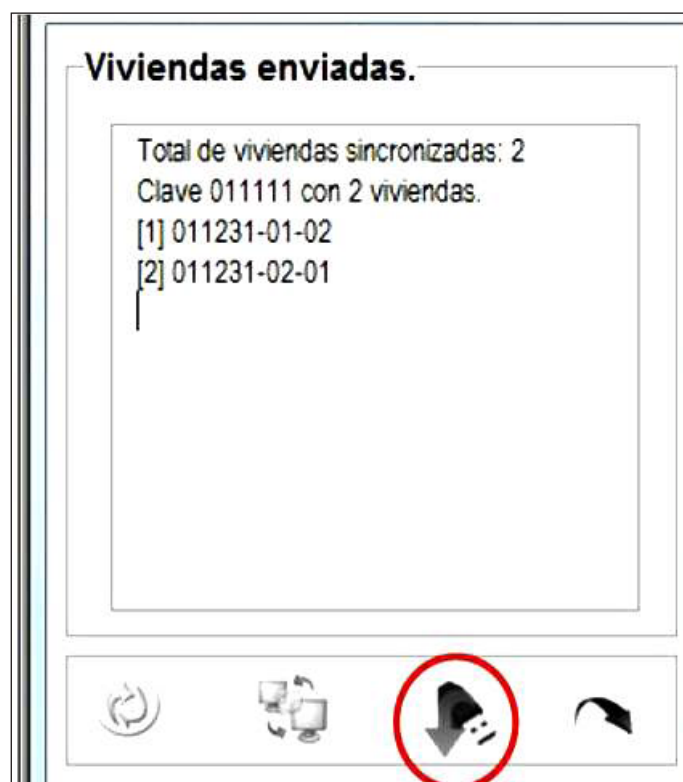 Viviendas enviadas.
Total de viviendas sincronizadas: 2
Clave 011111 con 2 viviendas.
[1] 011231-01-02
[2] 011231-02-01